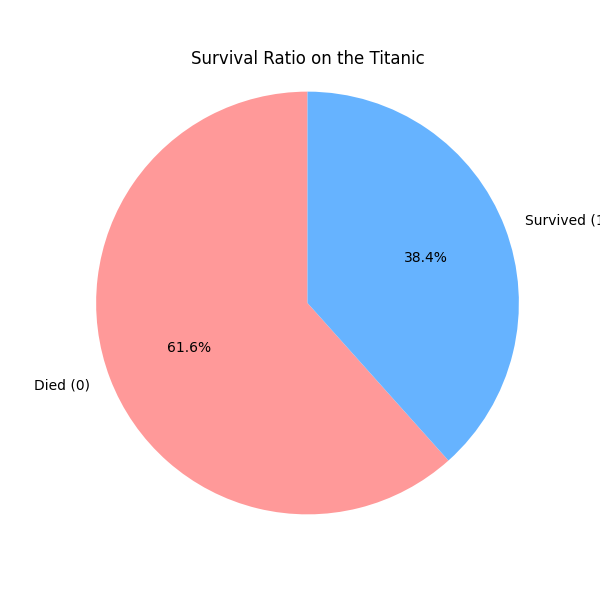 Survival Ratio on the Titanic
Survived (1
38.4%
61.6%
Died (0)